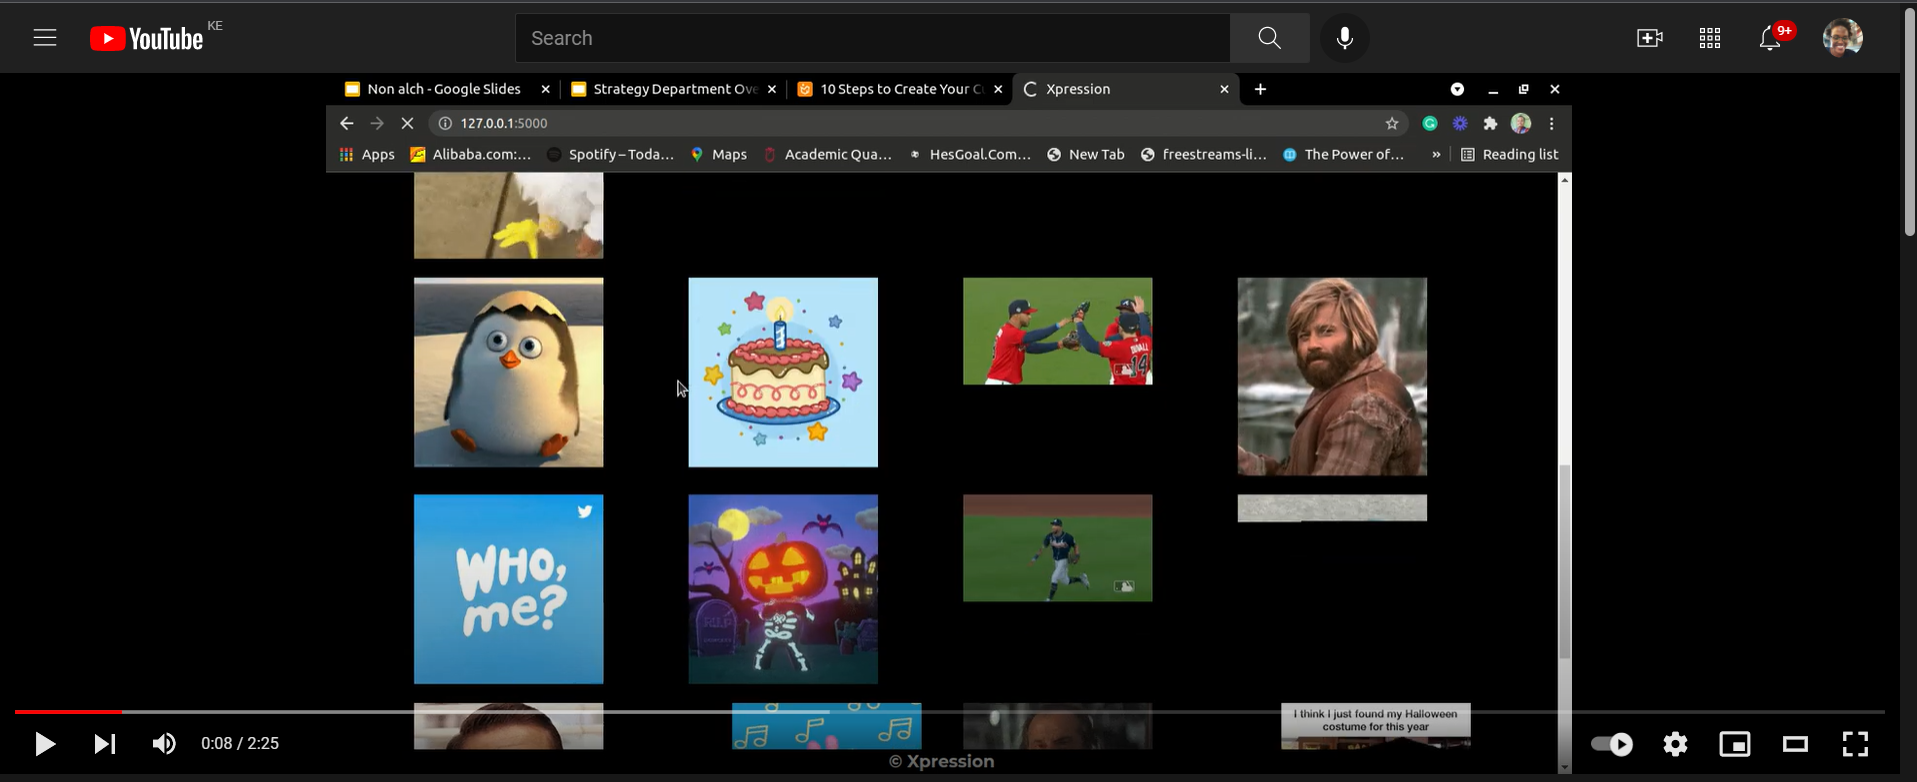 YouTube KE
Search
9+
Non alch - Google Slides
Strategy Department Ove
10 Steps to Create Your Cu
Xpression
127.0.0.1:5000
Apps
Alibaba.com:...
Spotify – Toda...
Maps
Academic Qua...
HesGoal.Com...
New Tab
freestreams-li...
The Power of...
»
Reading list
DUVALL
14
WHO,
me?
R.I.P
I think I just found my Halloween
costume for this year
0:08 / 2:25
© Xpression